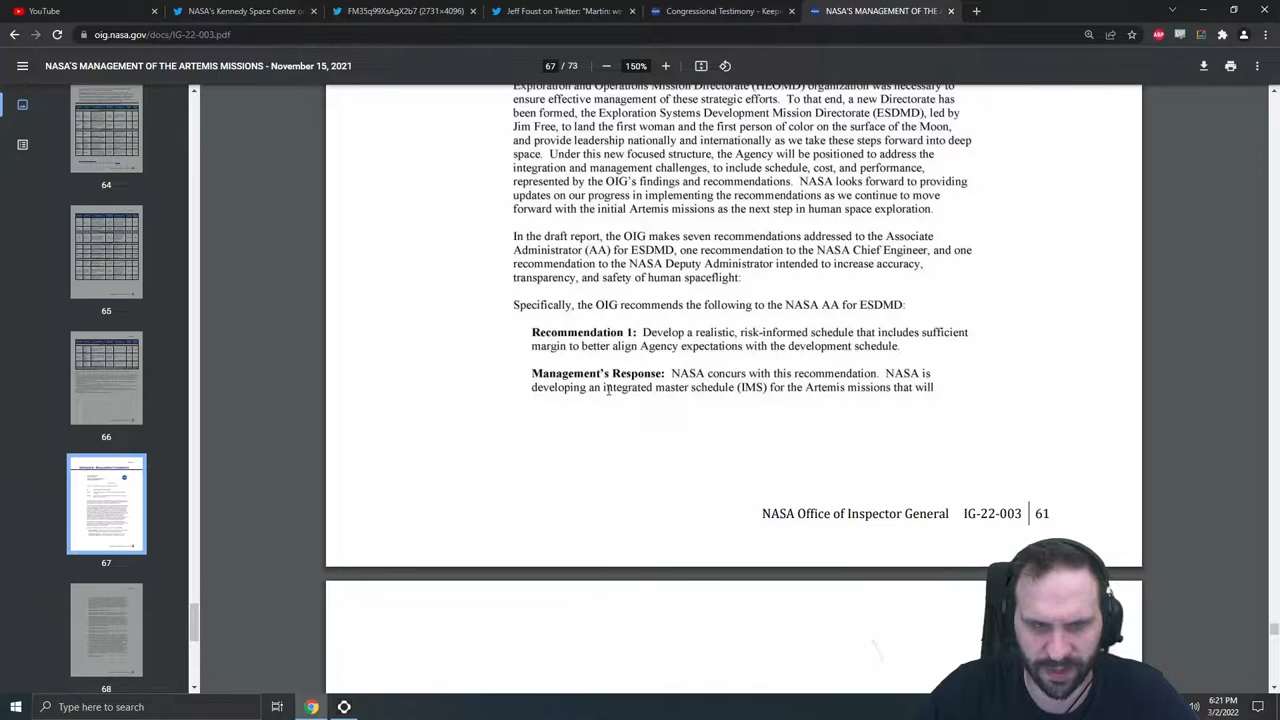 YouTube
NASA's Kennedy Space Center
FM35q99XsAgX2b7 (2731×4096)
Jeff Foust on Twitter: "Martin we
Congressional Testimony - Keep
NASA'S MANAGEMENT OF THE
oig.nasa.gov/docs/IG-22-003.pdf
NASA'S MANAGEMENT OF THE ARTEMIS MISSIONS - November 15, 2021
67 / 73
150%
64
65
66
67
68
Exploration and Operations Mission Directorate (HEOMD) organization was necessary to
ensure effective management of these strategic efforts. To that end, a new Directorate has
been formed, the Exploration Systems Development Mission Directorate (ESDMD), led by
Jim Free, to land the first woman and the first person of color on the surface of the Moon,
and provide leadership nationally and internationally as we take these steps forward into deep
space. Under this new focused structure, the Agency will be positioned to address the
integration and management challenges, to include schedule, cost, and performance,
represented by the OIG's findings and recommendations. NASA looks forward to providing
updates on our progress in implementing the recommendations as we continue to move
forward with the initial Artemis missions as the next step in human space exploration.
In the draft report, the OIG makes seven recommendations addressed to the Associate
Administrator (AA) for ESDMD, one recommendation to the NASA Chief Engineer, and one
recommendation to the NASA Deputy Administrator intended to increase accuracy,
transparency, and safety of human spaceflight:
Specifically, the OIG recommends the following to the NASA AA for ESDMD:
Recommendation 1: Develop a realistic, risk-informed schedule that includes sufficient
margin to better align Agency expectations with the development schedule.
Management's Response: NASA concurs with this recommendation. NASA is
developing an integrated master schedule (IMS) for the Artemis missions that will
NASA Office of Inspector General IG-22-003 61
Type here to search
6:21 PM
3/2/2022